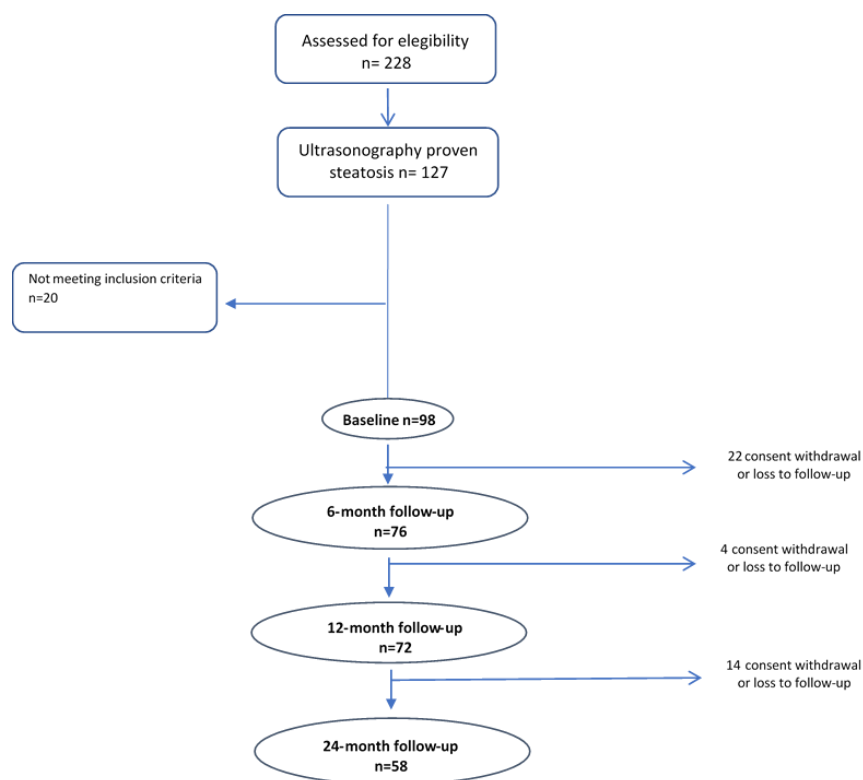 Assessed for elegibility
n= 228
Ultrasonography proven
steatosis n= 127
Not meeting inclusion criteria
n=20
Baseline n=98
22 consent withdrawal
or loss to follow-up
6-month follow-up
n=76
4 consent withdrawal
or loss to follow-up
12-month follow-up
n=72
14 consent withdrawal
or loss to follow-up
24-month follow-up
n=58